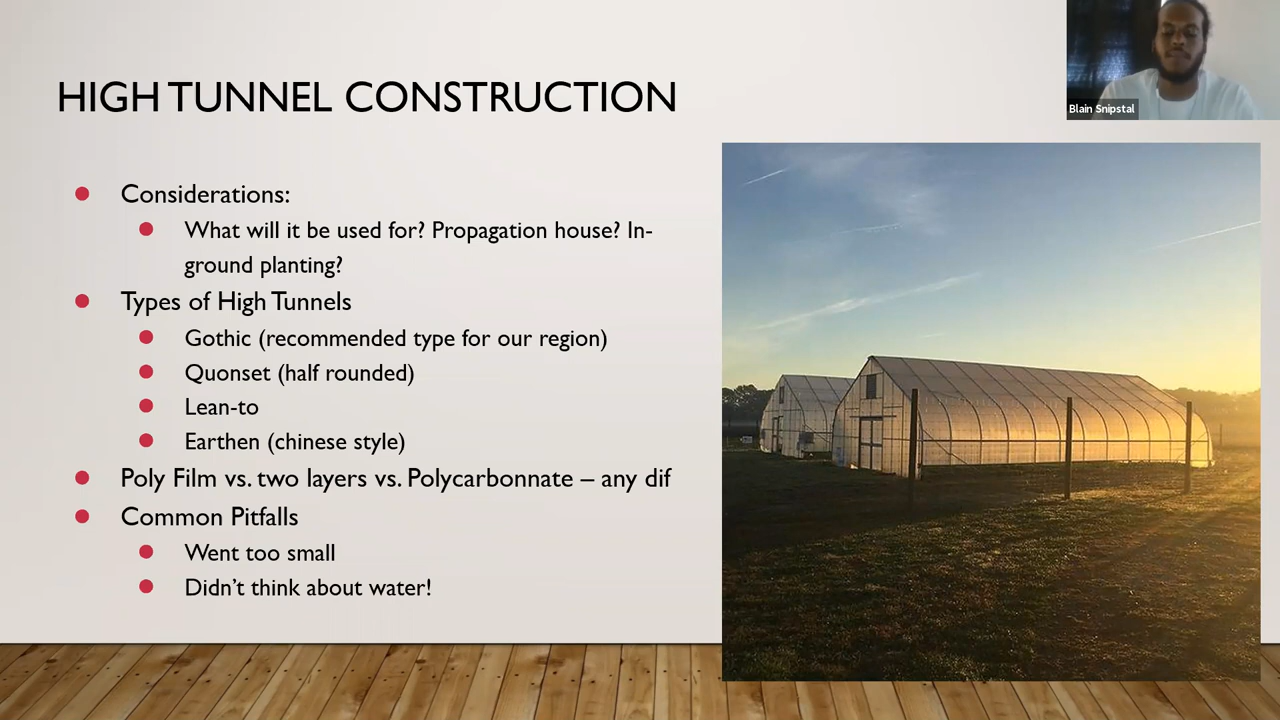 HIGH TUNNEL CONSTRUCTION
Blain Snipstal
Considerations:
What will it be used for? Propagation house? In-
ground planting?
Types of High Tunnels
Gothic (recommended type for our region)
Quonset (half rounded)
Lean-to
Earthen (chinese style)
Poly Film vs. two layers vs. Polycarbonnate – any dif
Common Pitfalls
Went too small
Didn’t think about water!